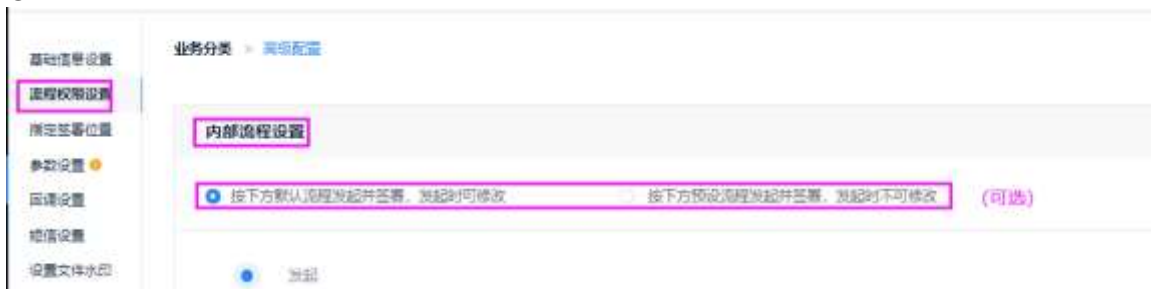 业务分类 > 高级配置
基础信息设置
流程权限设置
指定签署位置
内部流程设置
参数设置
回调设置
按下方默认流程发起并签署，发起时可修改 按下方预设流程发起并签署，发起时不可修改 (可选)
短信设置
设置文件水印
发起